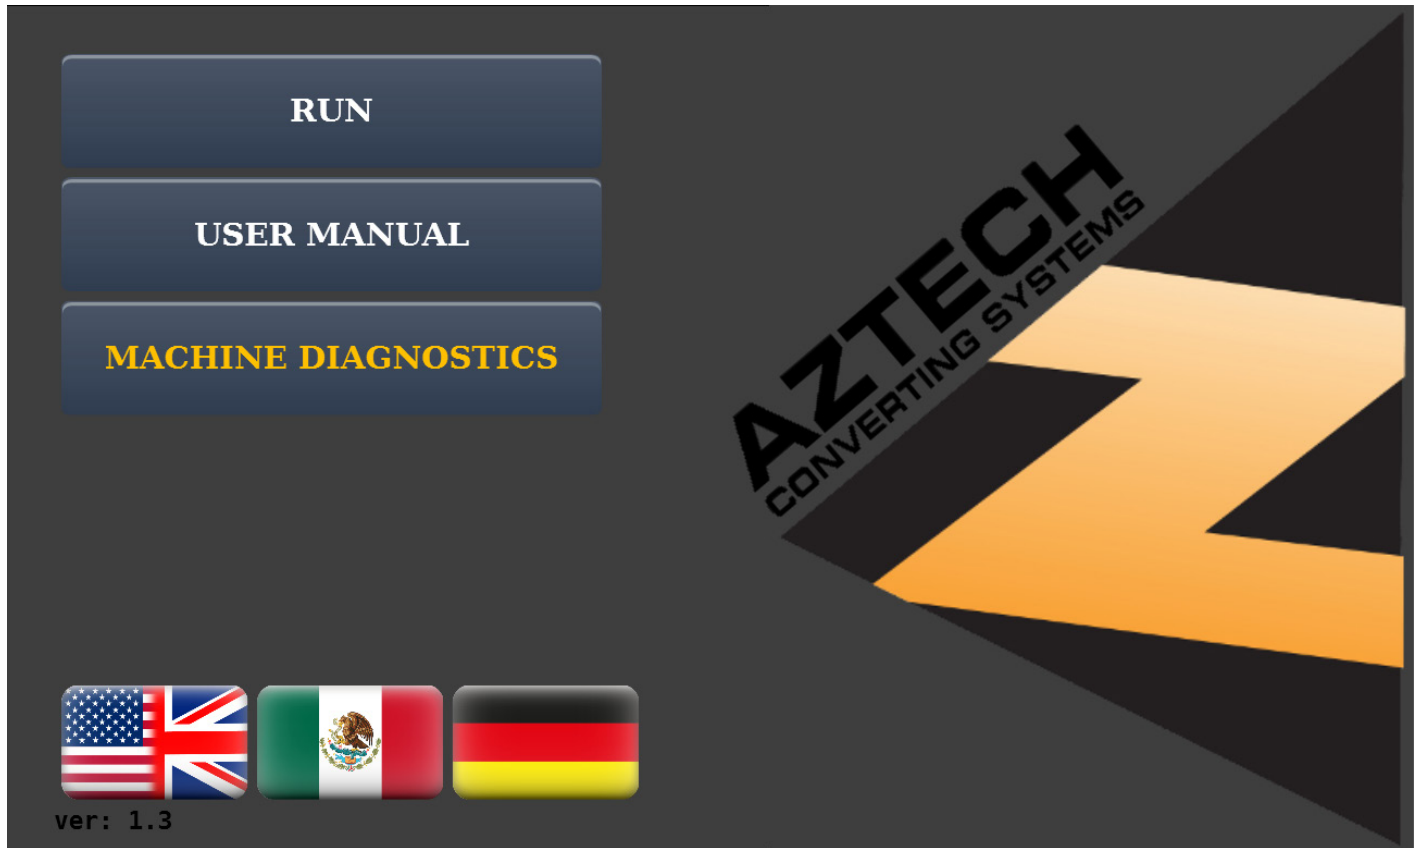 RUN
USER MANUAL
MACHINE DIAGNOSTICS
AZTECH
CONVERTING SYSTEMS
ver: 1.3